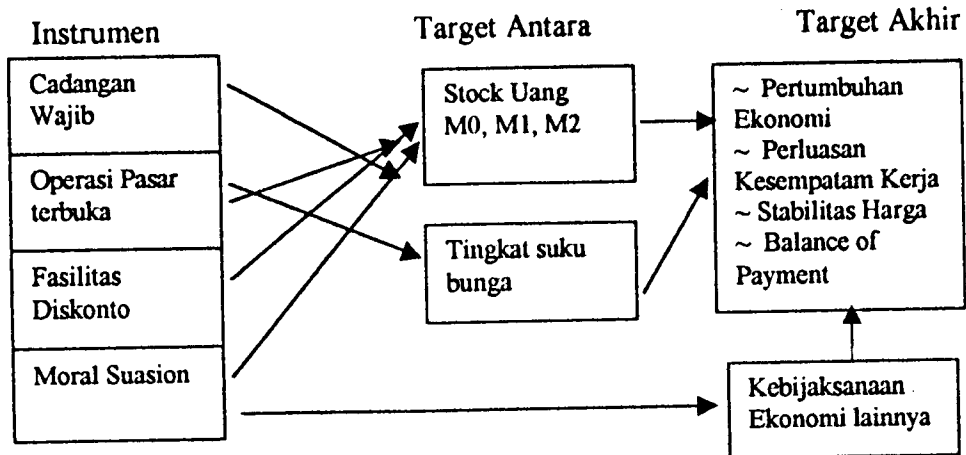 Instrumen
Target Antara
Target Akhir
Cadangan
Wajib
Operasi Pasar
terbuka
Fasilitas
Diskonto
Moral Suasion
Stock Uang
M0, M1, M2
Tingkat suku
bunga
~ Pertumbuhan
Ekonomi
~ Perluasan
Kesempatam Kerja
~ Stabilitas Harga
~ Balance of
Payment
Kebijaksanaan
Ekonomi lainnya